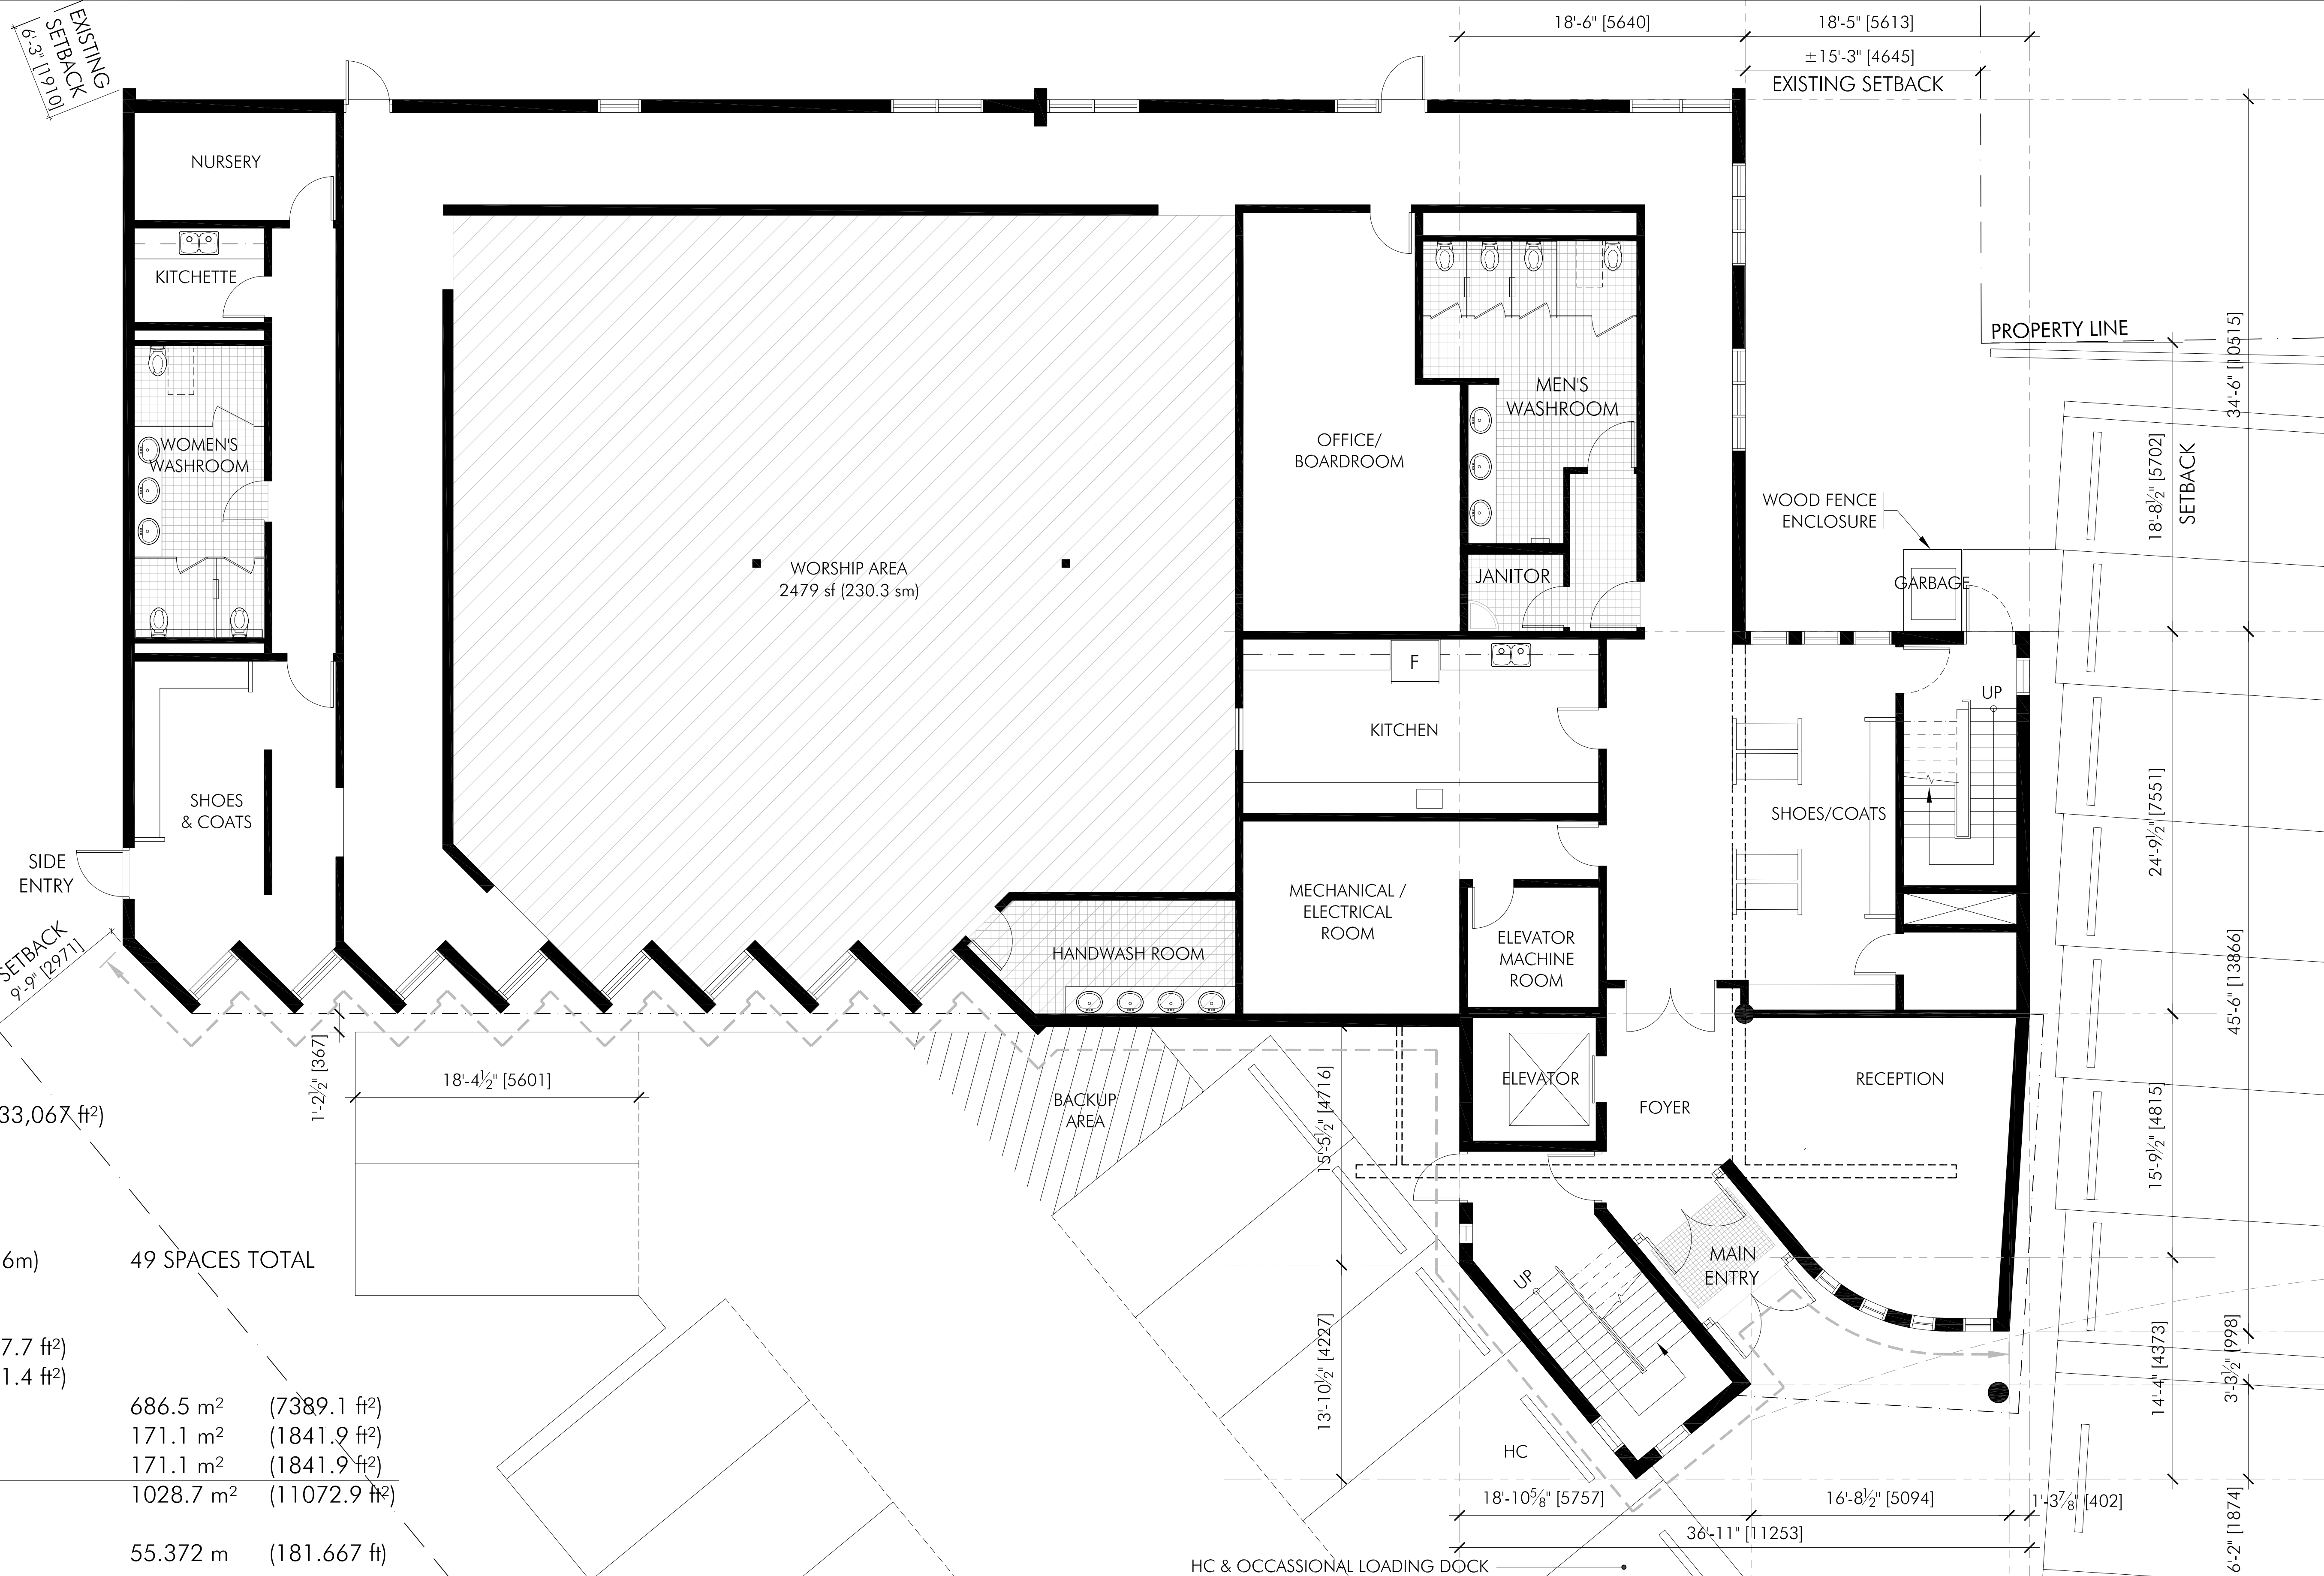 EXISTING
SETBACK
6'-3" [1910]
18'-6" [5640]
18'-5" [5613]
±15'-3" [4645]
EXISTING SETBACK
NURSERY
KITCHETTE
WOMEN'S
WASHROOM
SHOES
& COATS
SIDE
ENTRY
SETBACK
9'-9" [2971]
WORSHIP AREA
2479 sf (230.3 sm)
OFFICE/
BOARDROOM
MEN'S
WASHROOM
JANITOR
F
KITCHEN
MECHANICAL /
ELECTRICAL
ROOM
ELEVATOR
MACHINE
ROOM
HANDWASH ROOM
PROPERTY LINE
34'-6" [10515]
18'-8½" [5702]
SETBACK
WOOD FENCE
ENCLOSURE
GARBAGE
UP
SHOES/COATS
24'-9½" [7551]
45'-6" [13866]
ELEVATOR
FOYER
RECEPTION
15'-9½" [4815]
MAIN
ENTRY
UP
14'-4" [4373]
3'-3½" [998]
6'-2" [1874]
1'-2½" [367]
18'-4½" [5601]
BACKUP
AREA
15'-5½" [4716]
13'-10½" [4227]
HC
18'-10⅝" [5757]
16'-8½" [5094]
1'-3⅞" [402]
36'-11" [11253]
HC & OCCASSIONAL LOADING DOCK
33,067 ft²)
6m)
49 SPACES TOTAL
7.7 ft²)
1.4 ft²)
686.5 m² (7389.1 ft²)
171.1 m² (1841.9 ft²)
171.1 m² (1841.9 ft²)
1028.7 m² (11072.9 ft²)
55.372 m (181.667 ft)